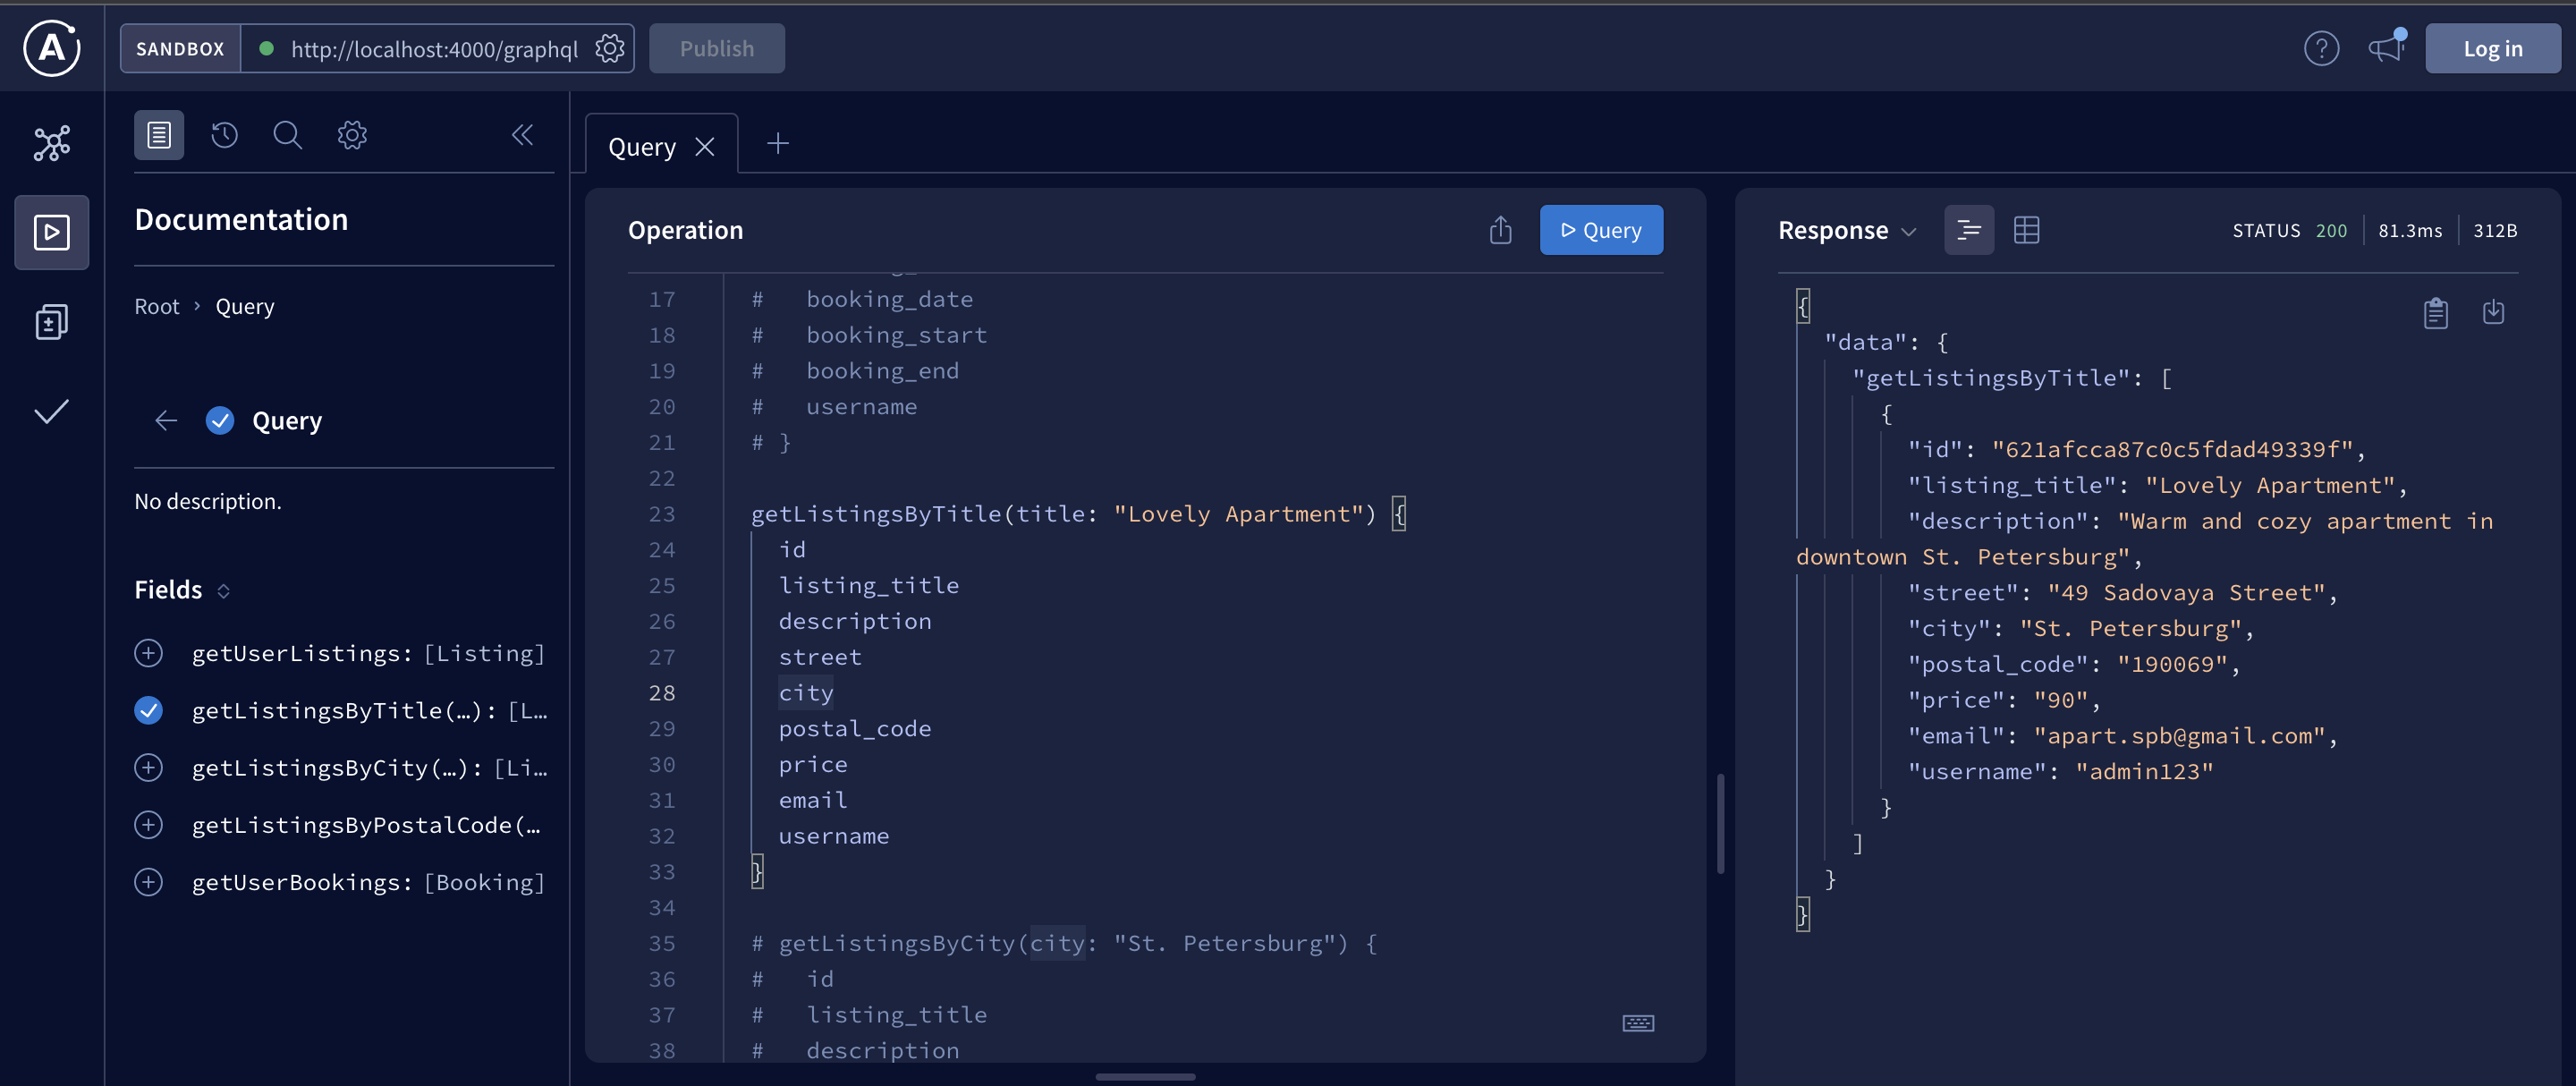 SANDBOX
http://localhost:4000/graphql
Publish
Log in
Documentation
Root › Query
Query
No description.
Fields
getUserListings: [Listing]
getListingsByTitle(…): [L…
getListingsByCity(…): [Li…
getListingsByPostalCode(…
getUserBookings: [Booking]
Query
Operation
Query
17 #   booking_date
18 #   booking_start
19 #   booking_end
20 #   username
21 # }
22
23 getListingsByTitle(title: "Lovely Apartment") {
24   id
25   listing_title
26   description
27   street
28   city
29   postal_code
30   price
31   email
32   username
33 }
34
35 # getListingsByCity(city: "St. Petersburg") {
36 #   id
37 #   listing_title
38 #   description
Response
STATUS 200 81.3ms 312B
{
"data": {
"getListingsByTitle": [
{
"id": "621afcca87c0c5fdad49339f",
"listing_title": "Lovely Apartment",
"description": "Warm and cozy apartment in
downtown St. Petersburg",
"street": "49 Sadovaya Street",
"city": "St. Petersburg",
"postal_code": "190069",
"price": "90",
"email": "apart.spb@gmail.com",
"username": "admin123"
}
]
}
}